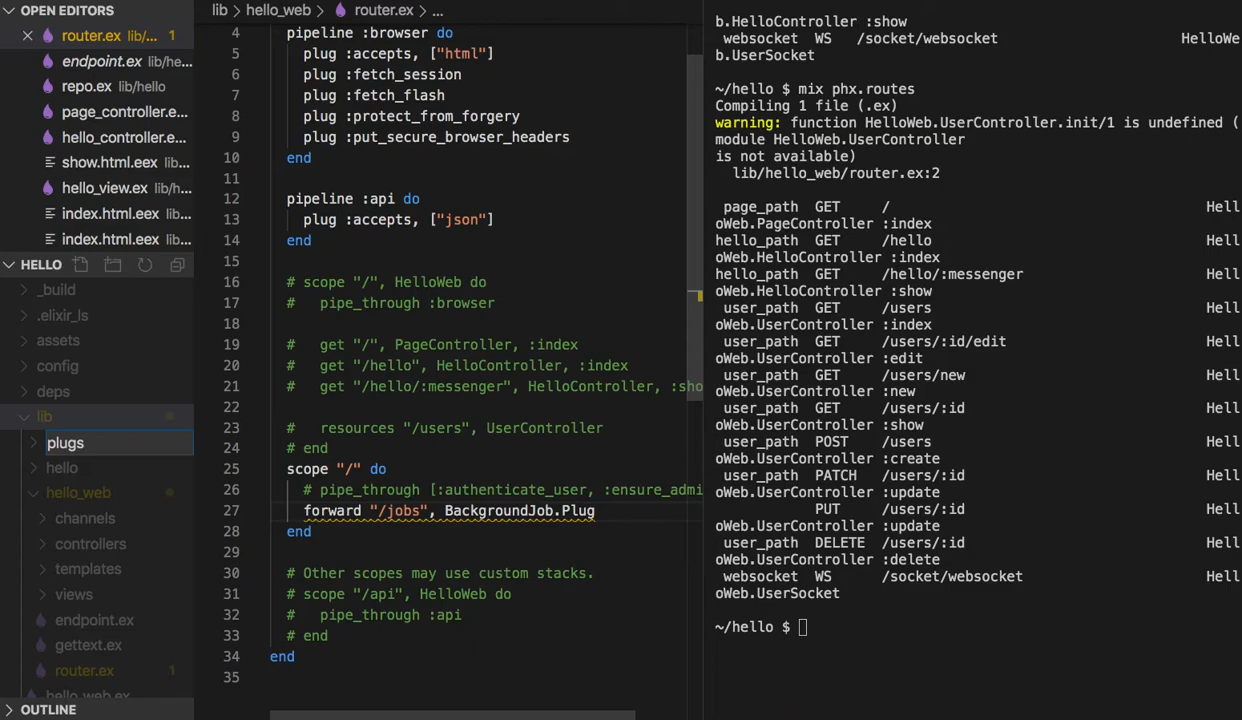 OPEN EDITORS
router.ex lib/... 1
endpoint.ex lib/he...
repo.ex lib/hello
page_controller.e...
hello_controller.e...
show.html.eex lib...
hello_view.ex lib/h...
index.html.eex lib...
index.html.eex lib...
HELLO
_build
.elixir_ls
assets
config
deps
lib
plugs
hello
hello_web
channels
controllers
templates
views
endpoint.ex
gettext.ex
router.ex 1
hello_web.ex
OUTLINE
lib > hello_web > router.ex > ...
4 pipeline :browser do
5 plug :accepts, ["html"]
6 plug :fetch_session
7 plug :fetch_flash
8 plug :protect_from_forgery
9 plug :put_secure_browser_headers
10 end
11
12 pipeline :api do
13 plug :accepts, ["json"]
14 end
15
16 # scope "/", HelloWeb do
17 #   pipe_through :browser
18
19 #   get "/", PageController, :index
20 #   get "/hello", HelloController, :index
21 #   get "/hello/:messenger", HelloController, :sho
22
23 #   resources "/users", UserController
24 # end
25 scope "/" do
26 # pipe_through [:authenticate_user, :ensure_admi
27 forward "/jobs", BackgroundJob.Plug
28 end
29
30 # Other scopes may use custom stacks.
31 # scope "/api", HelloWeb do
32 #   pipe_through :api
33 # end
34 end
35
b.HelloController :show
websocket  WS  /socket/websocket  HelloWe
b.UserSocket
~/hello $ mix phx.routes
Compiling 1 file (.ex)
warning: function HelloWeb.UserController.init/1 is undefined (
module HelloWeb.UserController
is not available)
lib/hello_web/router.ex:2
page_path  GET  /  Hell
oWeb.PageController :index
hello_path  GET  /hello  Hell
oWeb.HelloController :index
hello_path  GET  /hello/:messenger  Hell
oWeb.HelloController :show
user_path  GET  /users  Hell
oWeb.UserController :index
user_path  GET  /users/:id/edit  Hell
oWeb.UserController :edit
user_path  GET  /users/new  Hell
oWeb.UserController :new
user_path  GET  /users/:id  Hell
oWeb.UserController :show
user_path  POST  /users  Hell
oWeb.UserController :create
user_path  PATCH  /users/:id  Hell
oWeb.UserController :update
PUT  /users/:id  Hell
oWeb.UserController :update
user_path  DELETE  /users/:id  Hell
oWeb.UserController :delete
websocket  WS  /socket/websocket  Hell
oWeb.UserSocket
~/hello $